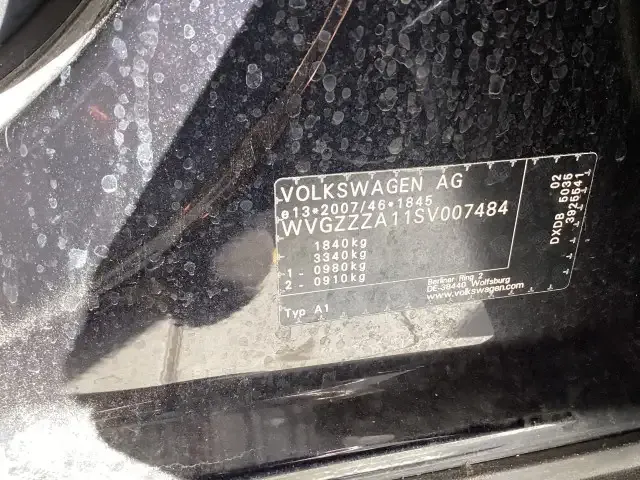 VOLKSWAGEN AG
e13*2007/46*1845
WVGZZZA11SV007484
1840kg
3340kg
1 - 0980kg
2 - 0910kg
Berliner Ring 2
DE-38440 Wolfsburg
www.volkswagen.com
Typ A1
DXDB 5035 02
3925541